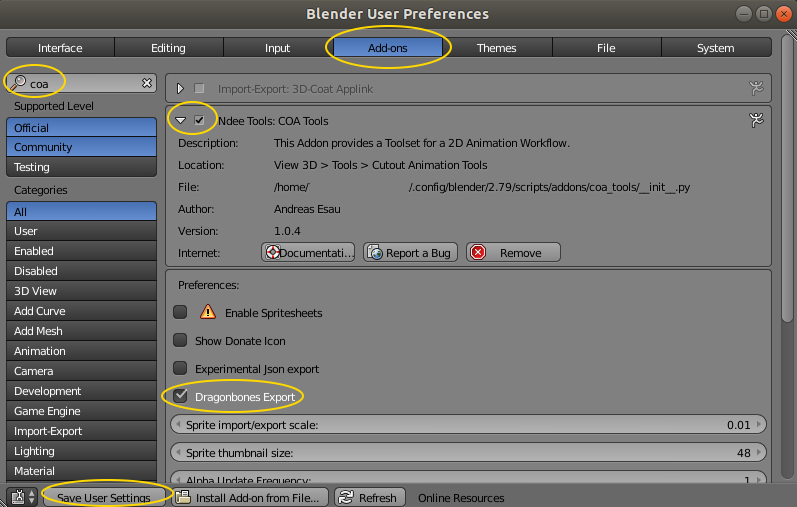 Blender User Preferences
Interface Editing Input Add-ons Themes File System
coa
Supported Level
Official
Community
Testing
Categories
All
User
Enabled
Disabled
3D View
Add Curve
Add Mesh
Animation
Camera
Development
Game Engine
Import-Export
Lighting
Material
Import-Export: 3D-Coat Applink
Ndee Tools: COA Tools
Description: This Addon provides a Toolset for a 2D Animation Workflow.
Location: View 3D > Tools > Cutout Animation Tools
File: /home/' /.config/blender/2.79/scripts/addons/coa_tools/__init__.py
Author: Andreas Esau
Version: 1.0.4
Internet: Documentati... Report a Bug Remove
Preferences:
Enable Spritesheets
Show Donate Icon
Experimental Json export
Dragonbones Export
Sprite import/export scale: 0.01
Sprite thumbnail size: 48
Alpha Update Frequency: 1
Save User Settings Install Add-on from File... Refresh Online Resources